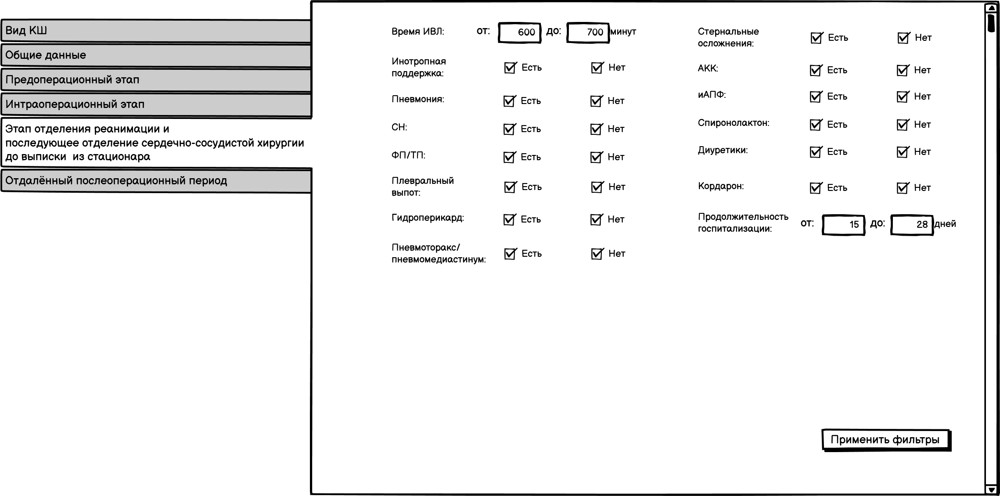 Вид КШ
Общие данные
Предоперационный этап
Интраоперационный этап
Этап отделения реанимации и
последующее отделение сердечно-сосудистой хирургии
до выписки  из стационара
Отдалённый послеоперационный период
Время ИВЛ: от: 600 до: 700 минут
Инотропная
поддержка: Есть Нет
Пневмония: Есть Нет
СН: Есть Нет
ФП/ТП: Есть Нет
Плевральный
выпот: Есть Нет
Гидроперикард: Есть Нет
Пневмоторакс/
пневмомедиастинум: Есть Нет
Стернальные
осложнения: Есть Нет
АКК: Есть Нет
иАПФ: Есть Нет
Спиронолактон: Есть Нет
Диуретики: Есть Нет
Кордарон: Есть Нет
Продолжительность
госпитализации: от: 15 до: 28 дней
Применить фильтры